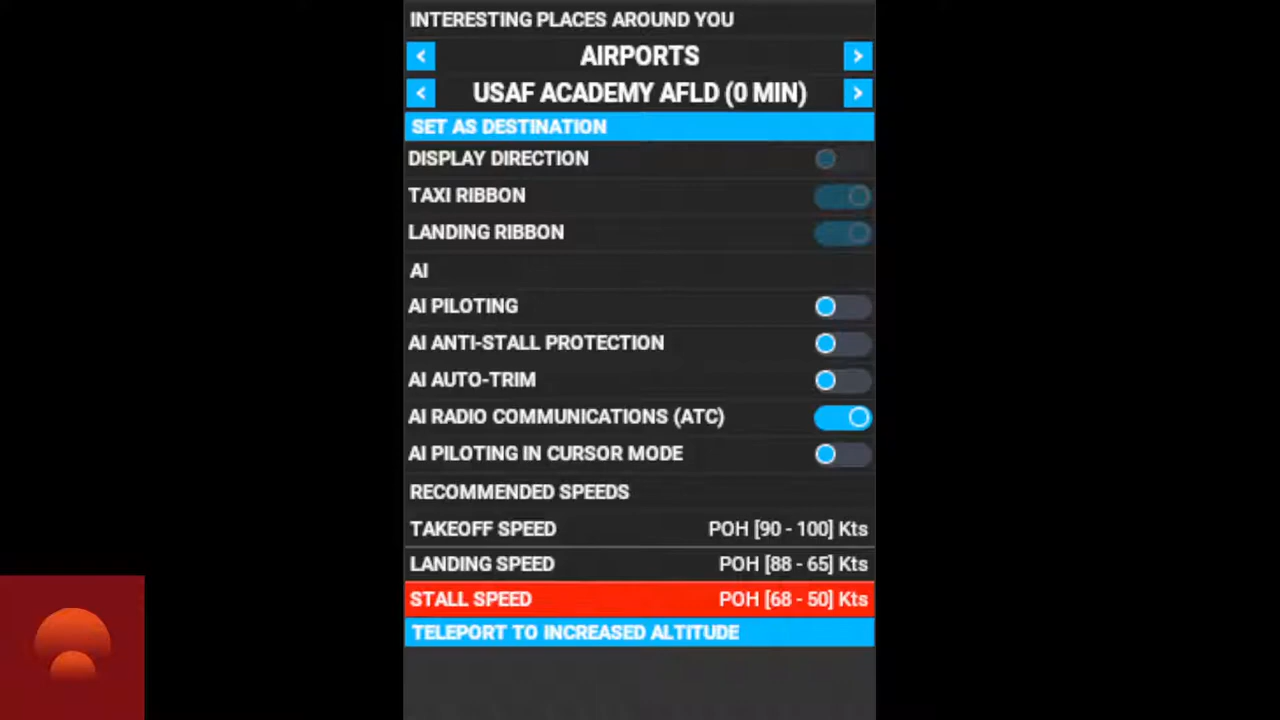 INTERESTING PLACES AROUND YOU
< AIRPORTS >
< USAF ACADEMY AFLD (0 MIN) >
SET AS DESTINATION
DISPLAY DIRECTION
TAXI RIBBON
LANDING RIBBON
AI
AI PILOTING
AI ANTI-STALL PROTECTION
AI AUTO-TRIM
AI RADIO COMMUNICATIONS (ATC)
AI PILOTING IN CURSOR MODE
RECOMMENDED SPEEDS
TAKEOFF SPEED POH [90 - 100] Kts
LANDING SPEED POH [88 - 65] Kts
STALL SPEED POH [68 - 50] Kts
TELEPORT TO INCREASED ALTITUDE